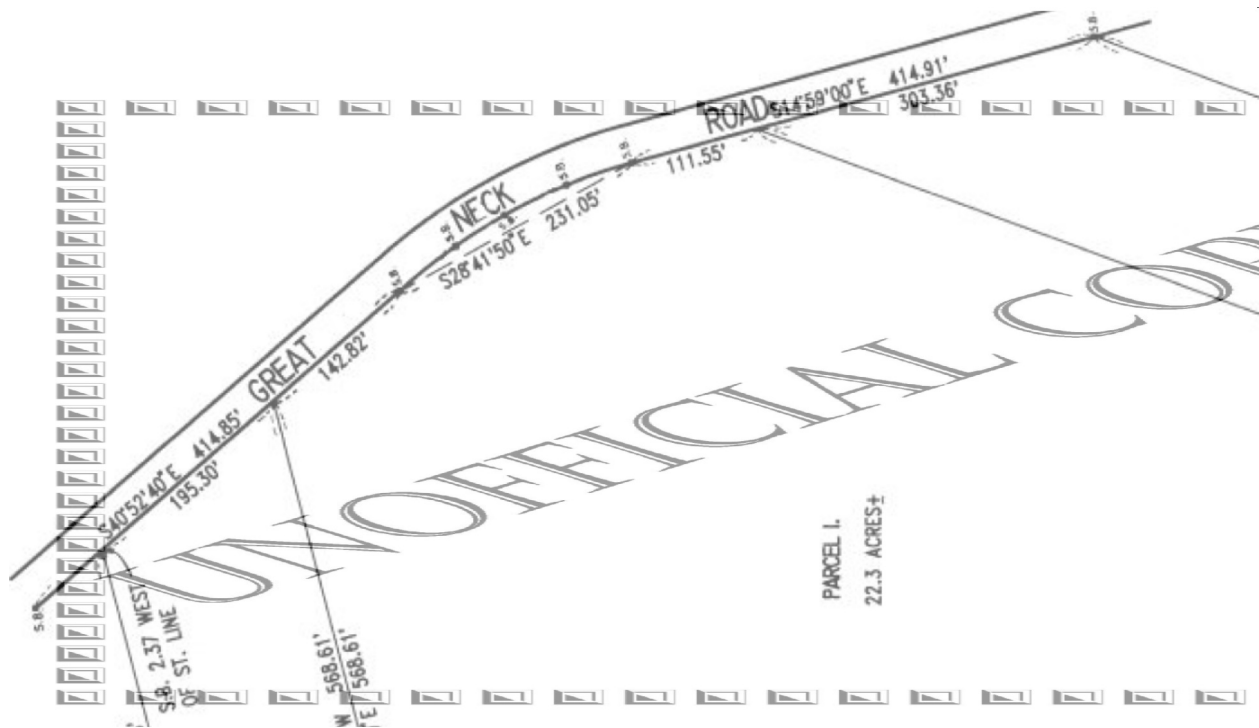 S.B.
S14°59'00"E 414.91'
303.36'
ROAD
S.B.
111.55'
S.B.
NECK
S.B.
231.05'
S.B.
S28°41'50"E
S.B.
GREAT
142.82'
S40°52'40"E 414.85'
195.30'
UNOFFICIAL COP
PARCEL I.
22.3 ACRES±
S.B.
S.B. 2.37 WEST
OF ST. LINE
W 568.61'
°E 568.61'